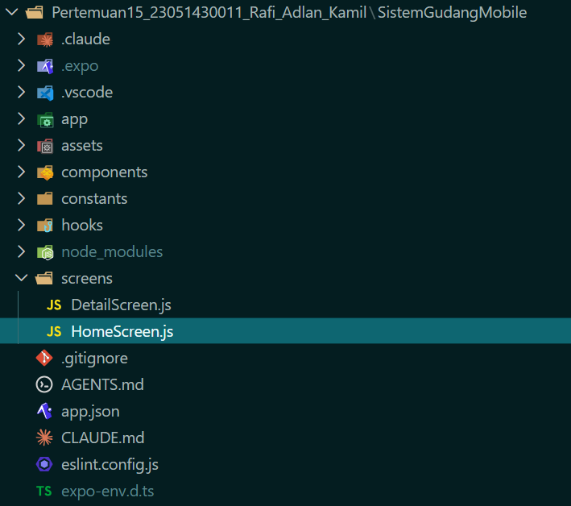 Pertemuan15_23051430011_Rafi_Adlan_Kamil\SistemGudangMobile
.claude
.expo
.vscode
app
assets
components
constants
hooks
node_modules
screens
JS DetailScreen.js
JS HomeScreen.js
.gitignore
AGENTS.md
app.json
CLAUDE.md
eslint.config.js
TS expo-env.d.ts